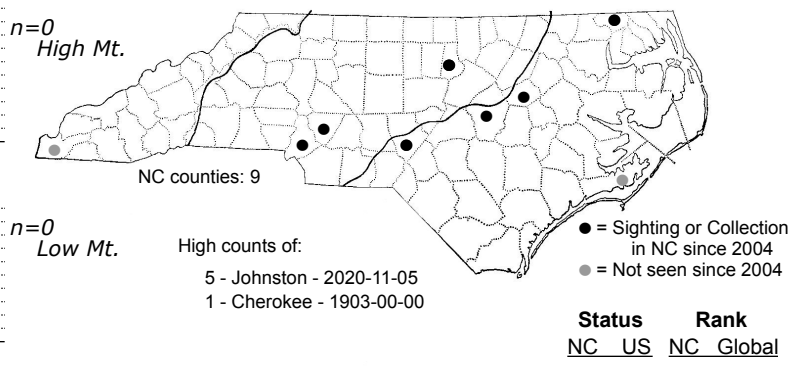 n=0
High Mt.
NC counties: 9
n=0
Low Mt.
High counts of:
5 - Johnston - 2020-11-05
1 - Cherokee - 1903-00-00
= Sighting or Collection
in NC since 2004
= Not seen since 2004
Status Rank
NC US NC Global